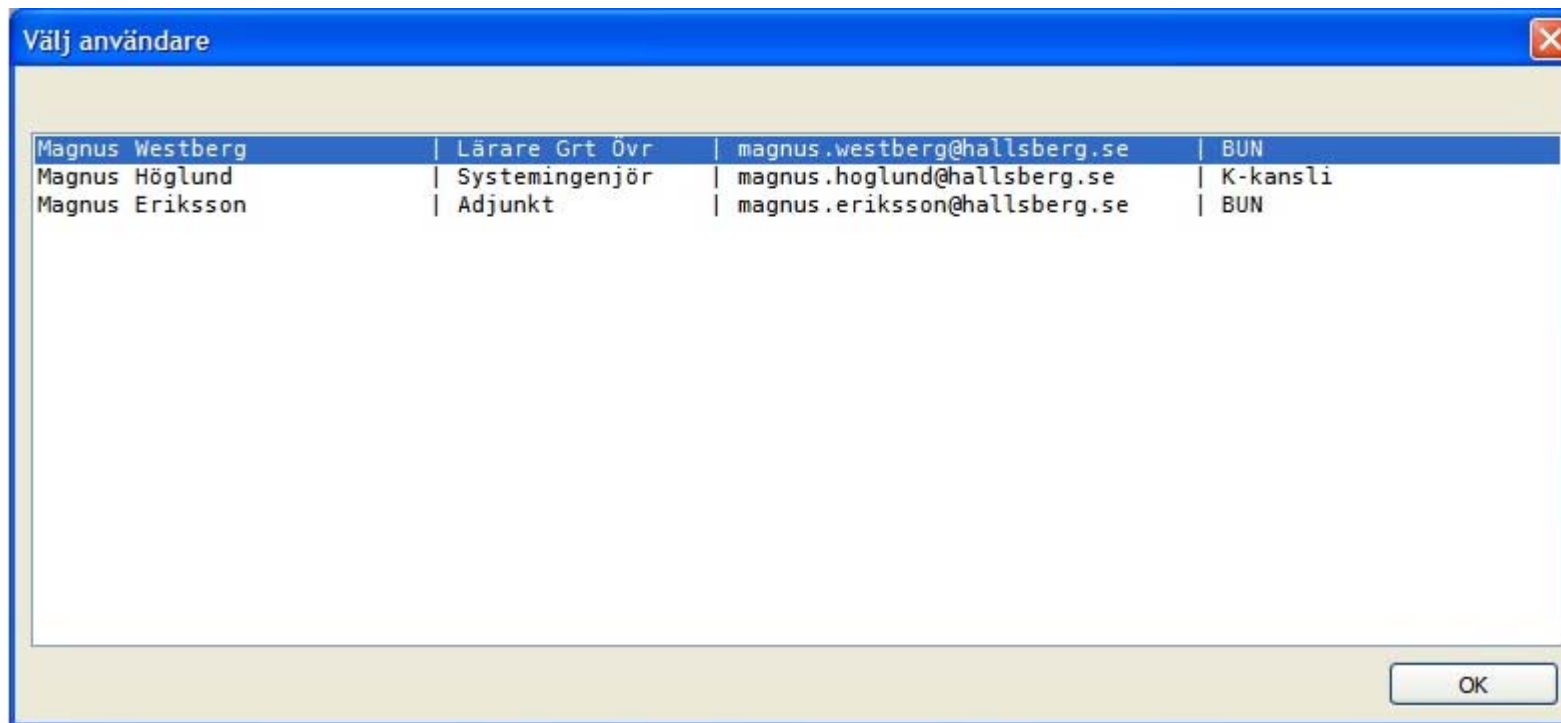 Välj användare
Magnus Westberg | Lärare Grt Övr | magnus.westberg@hallsberg.se | BUN
Magnus Höglund | Systemingenjör | magnus.hoglund@hallsberg.se | K-kansli
Magnus Eriksson | Adjunkt | magnus.eriksson@hallsberg.se | BUN
OK